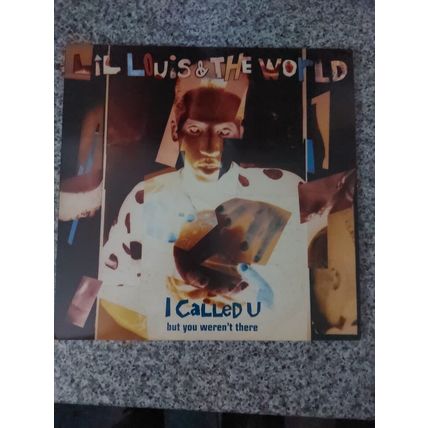 LiL LOuiS & THE WOrLD
I CaLLeD U
but you weren't there